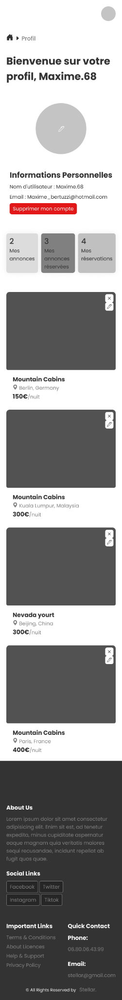 Profil
Bienvenue sur votre
profil, Maxime.68
Informations Personnelles
Nom d'utilisateur : Maxime.68
Email : Maxime_bertuzzi@hotmail.com
Supprimer mon compte
2
Mes
annonces
3
Mes
annonces
réservées
4
Mes
réservations
Mountain Cabins
Berlin, Germany
150€/nuit
Mountain Cabins
Kuala Lumpur, Malaysia
300€/nuit
Nevada yourt
Beijing, China
300€/nuit
Mountain Cabins
Paris, France
400€/nuit
About Us
Lorem ipsum dolor sit amet consectetur
adipisicing elit. Enim sit est, ad tenetur
expedita, minus cupiditate aspernatur
eaque magnam quia veritatis maiores
sequi recusandae, incidunt repellat ab
fugit quos quae.
Social Links
Facebook Twitter
Instagram Tiktok
Important Links
Terms & Conditions
About Licences
Help & Support
Privacy Policy
Quick Contact
Phone:
06.80.06.43.99
Email:
stellar@gmail.com
© All Rights Reserved by Stellar.